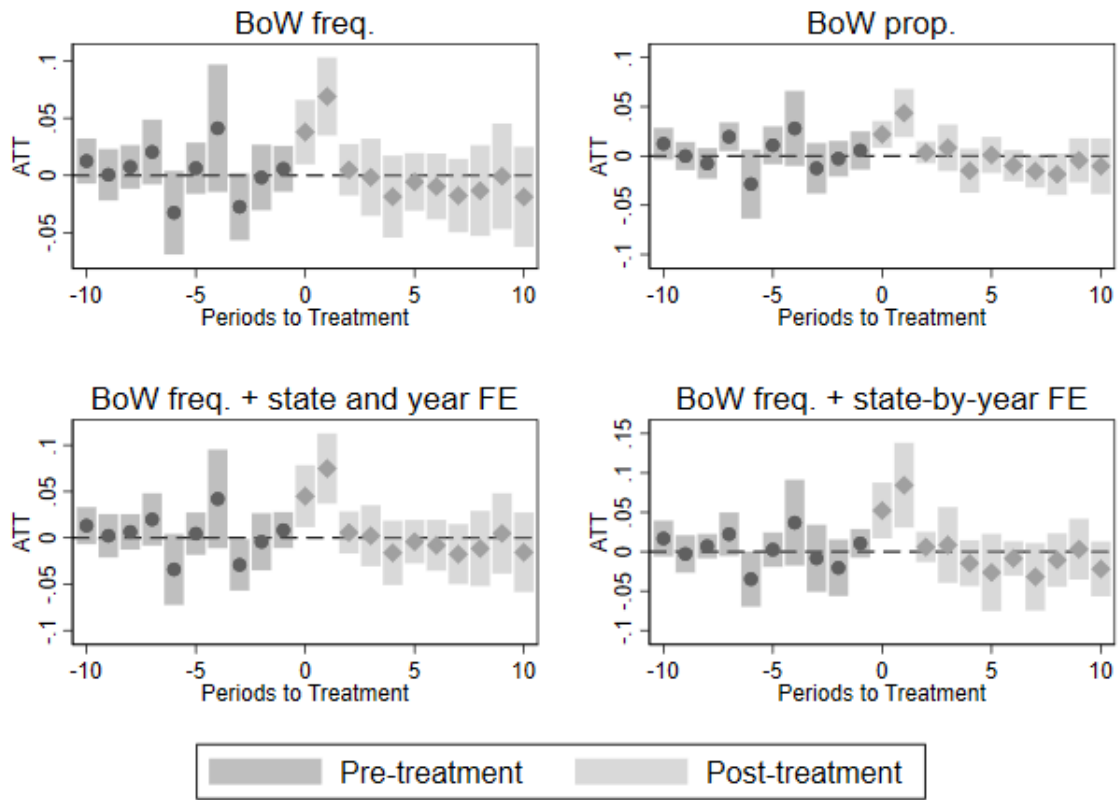 BoW freq.
ATT
.1
.05
0
-.05
-10 -5 0 5 10
Periods to Treatment
BoW prop.
ATT
.1
.05
0
-.05
-.1
-10 -5 0 5 10
Periods to Treatment
BoW freq. + state and year FE
ATT
.1
.05
0
-.05
-.1
-10 -5 0 5 10
Periods to Treatment
BoW freq. + state-by-year FE
ATT
.15
.1
.05
0
-.05
-.1
-10 -5 0 5 10
Periods to Treatment
Pre-treatment Post-treatment